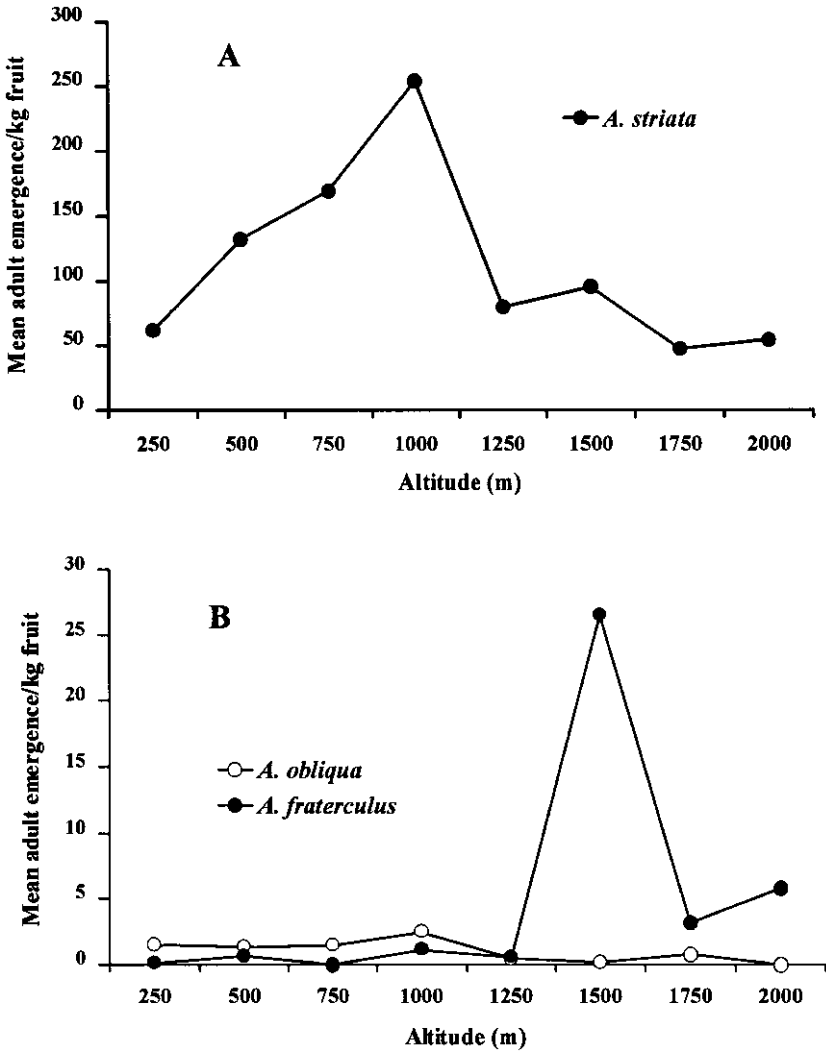 A
300
250
200
150
100
50
0
Mean adult emergence/kg fruit
A. striata
250 500 750 1000 1250 1500 1750 2000
Altitude (m)
B
30
25
20
15
10
5
0
Mean adult emergence/kg fruit
A. obliqua
A. fraterculus
250 500 750 1000 1250 1500 1750 2000
Altitude (m)